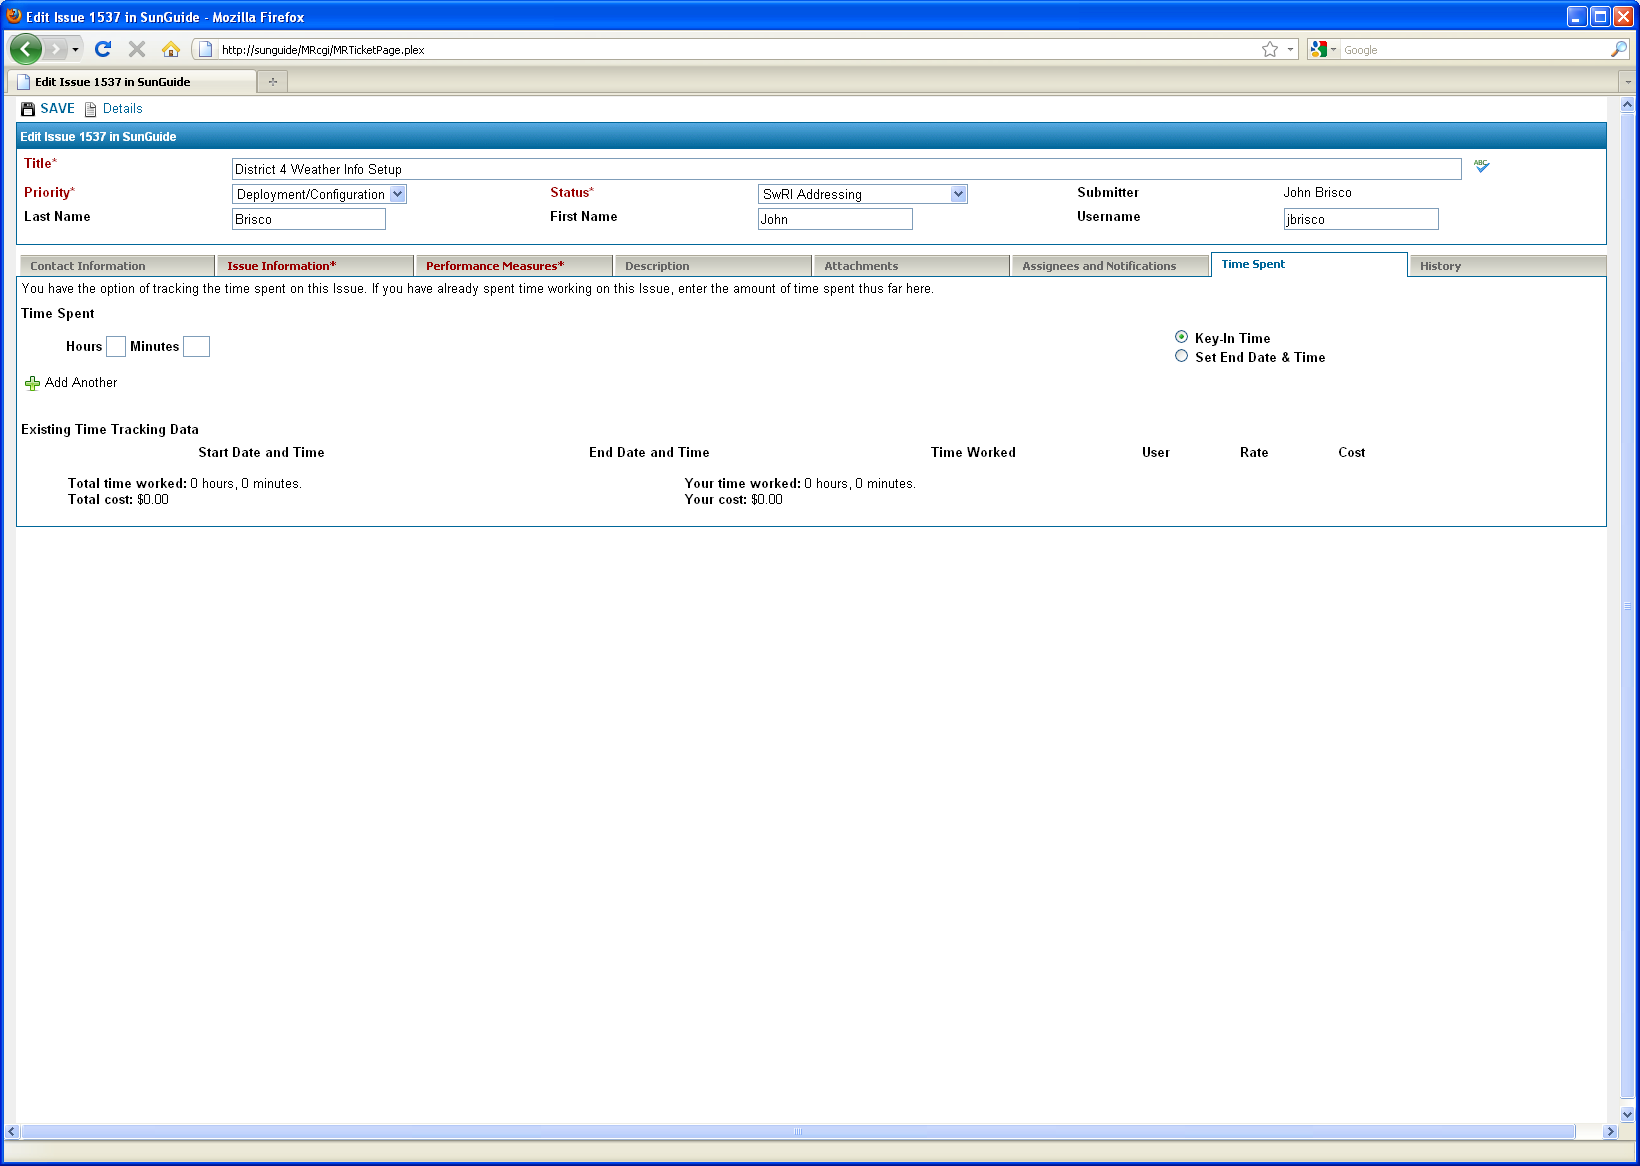 Edit Issue 1537 in SunGuide - Mozilla Firefox
http://sunguide/MRcgi/MRTicketPage.plex
Google
Edit Issue 1537 in SunGuide
SAVE Details
Edit Issue 1537 in SunGuide
Title* District 4 Weather Info Setup ABC
Priority* Deployment/Configuration Status* SwRI Addressing Submitter John Brisco
Last Name Brisco First Name John Username jbrisco
Contact Information Issue Information* Performance Measures* Description Attachments Assignees and Notifications Time Spent History
You have the option of tracking the time spent on this Issue. If you have already spent time working on this Issue, enter the amount of time spent thus far here.
Time Spent
Hours Minutes
Key-In Time
Set End Date & Time
Add Another
Existing Time Tracking Data
Start Date and Time End Date and Time Time Worked User Rate Cost
Total time worked: 0 hours, 0 minutes. Your time worked: 0 hours, 0 minutes.
Total cost: $0.00 Your cost: $0.00